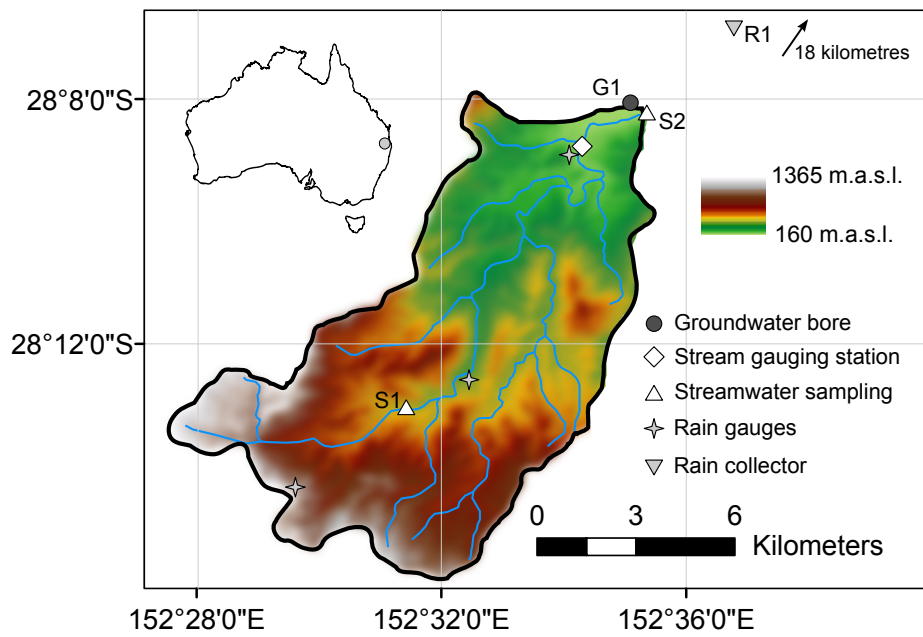 R1
18 kilometres
G1
28°8'0"S
S2
1365 m.a.s.l.
160 m.a.s.l.
Groundwater bore
28°12'0"S
Stream gauging station
Streamwater sampling
S1
Rain gauges
Rain collector
0 3 6
Kilometers
152°28'0"E 152°32'0"E 152°36'0"E